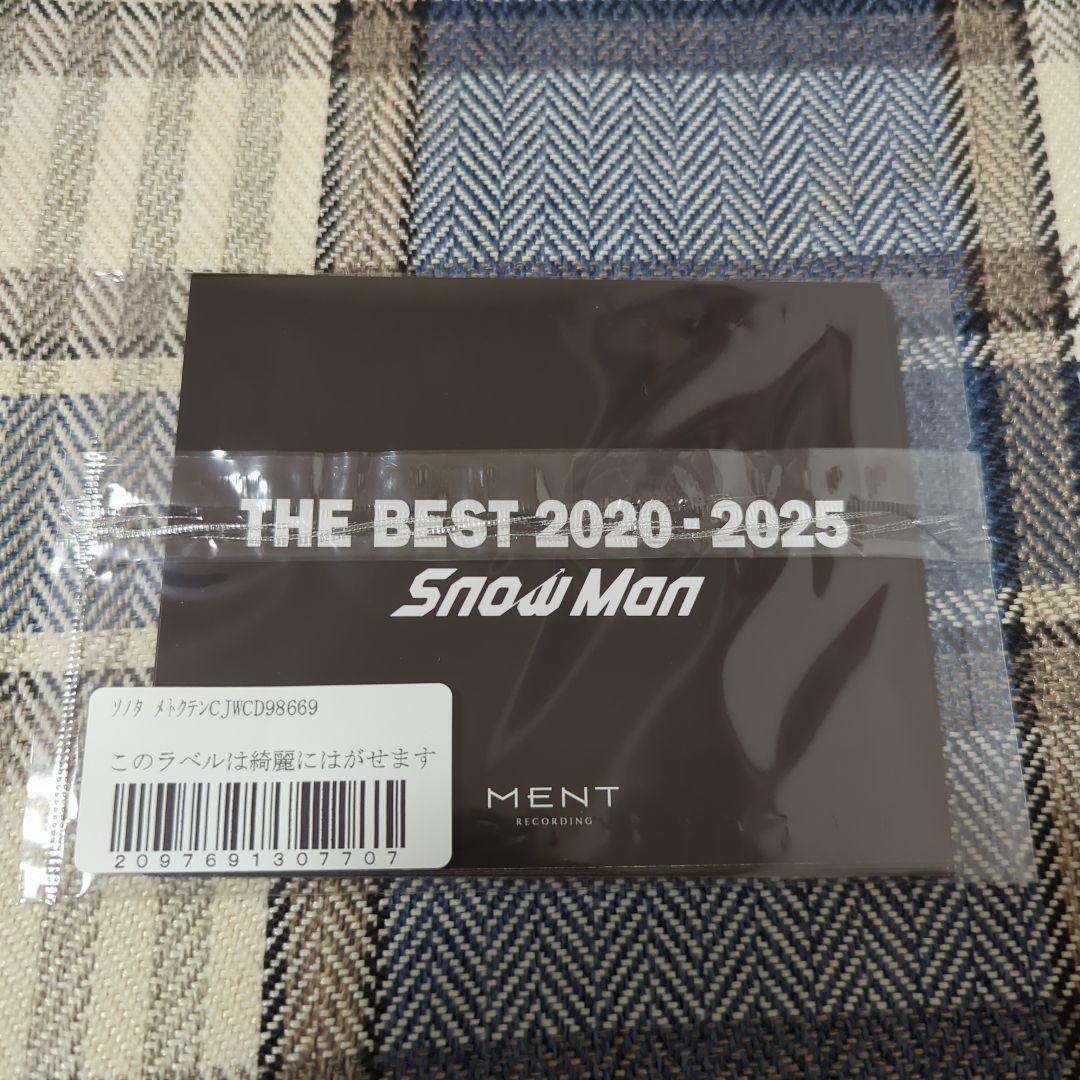 THE BEST 2020-2025
Snow Man
ソノタ メトクテンCJWCD98669
このラベルは綺麗にはがせます
2097691307707
MENT
RECORDING